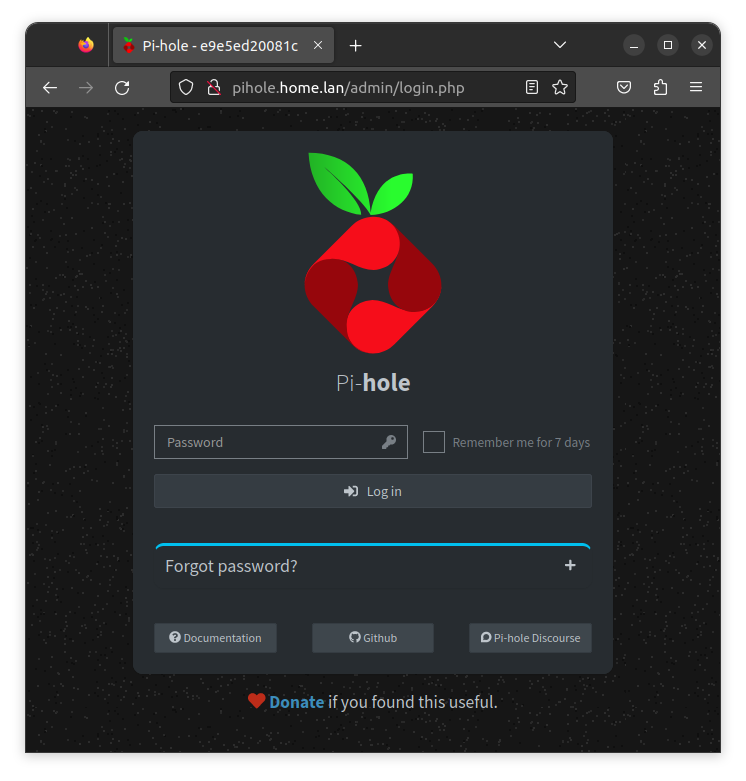 Pi-hole - e9e5ed20081c
pihole.home.lan/admin/login.php
Pi-hole
Password
Remember me for 7 days
Log in
Forgot password?
Documentation
Github
Pi-hole Discourse
Donate if you found this useful.